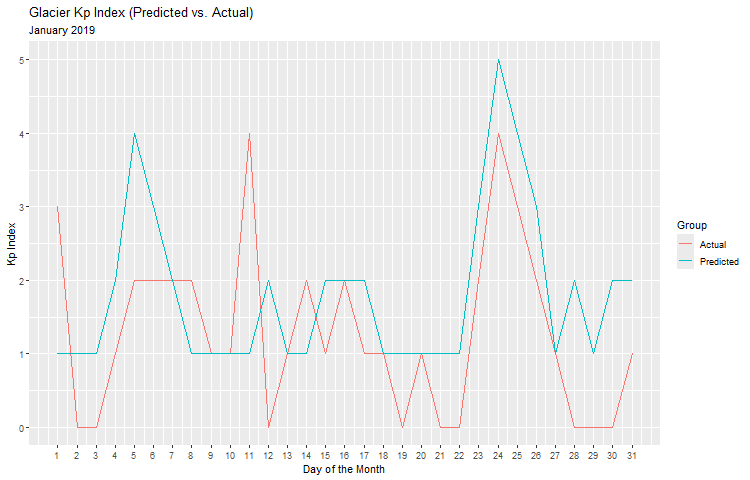 Glacier Kp Index (Predicted vs. Actual)
January 2019
Kp Index
5
4
3
2
1
0
1 2 3 4 5 6 7 8 9 10 11 12 13 14 15 16 17 18 19 20 21 22 23 24 25 26 27 28 29 30 31
Day of the Month
Group
Actual
Predicted